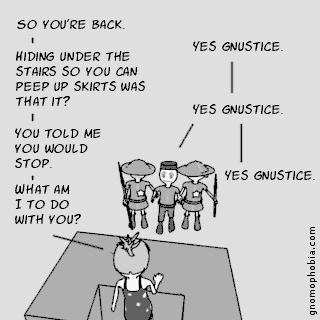 SO YOU'RE BACK.
YES GNUSTICE.
HIDING UNDER THE
STAIRS SO YOU CAN
PEEP UP SKIRTS WAS
THAT IT?
YES GNUSTICE.
YOU TOLD ME
YOU WOULD
STOP.
YES GNUSTICE.
WHAT AM
I TO DO
WITH YOU?
gnomophobia.com